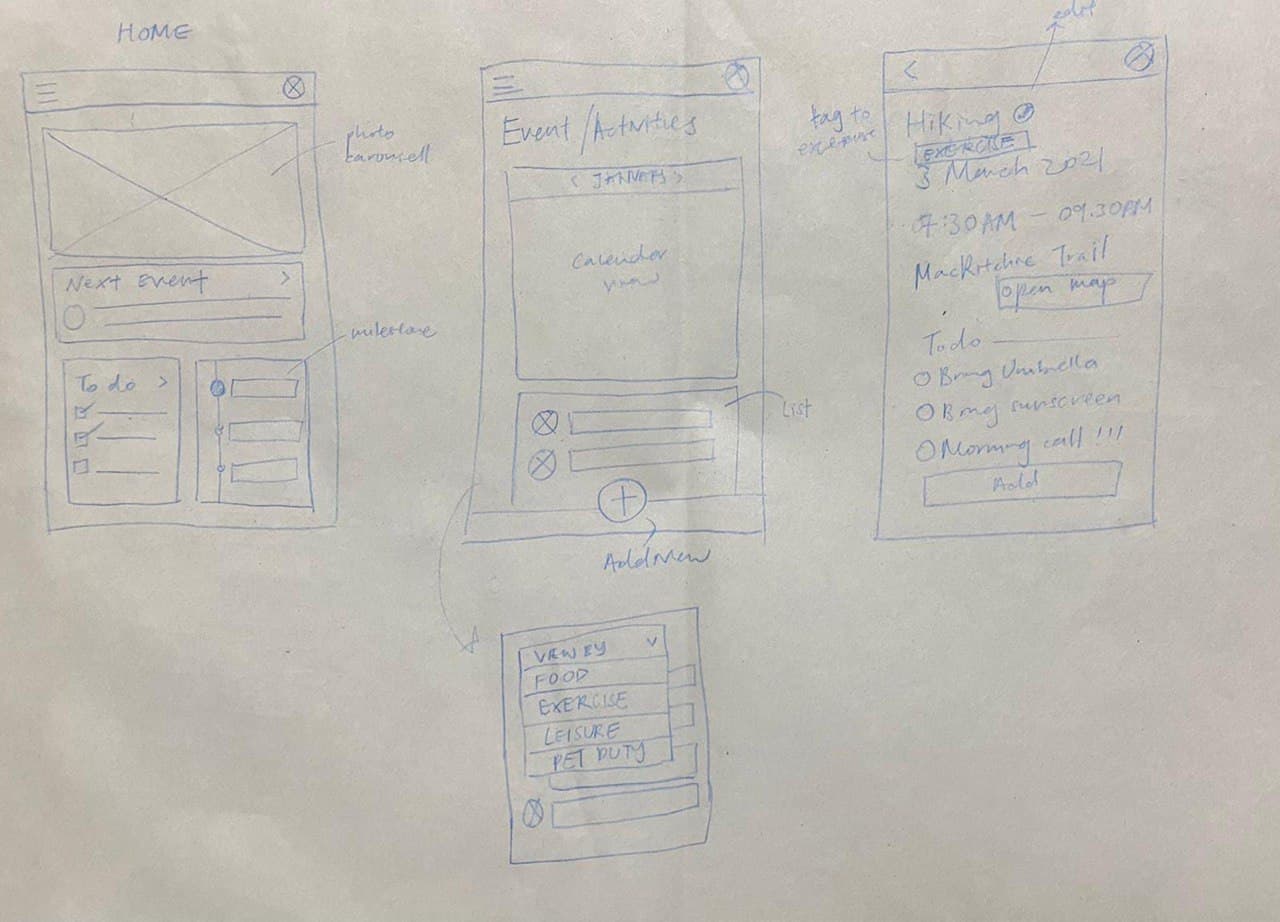 HOME
photo
carousell
Next Event >
milestone
To do >
Event / Activities
< JANUARY >
Calendar
view
List
Add New
VIEW BY
FOOD
EXERCISE
LEISURE
PET DUTY
edit
<
tag to
exercise
Hiking
EXERCISE
3 March 2021
07:30AM - 09.30AM
MacRitchie Trail
Open map
Todo
Bring Umbrella
Bring sunscreen
Morning call !!!
Add